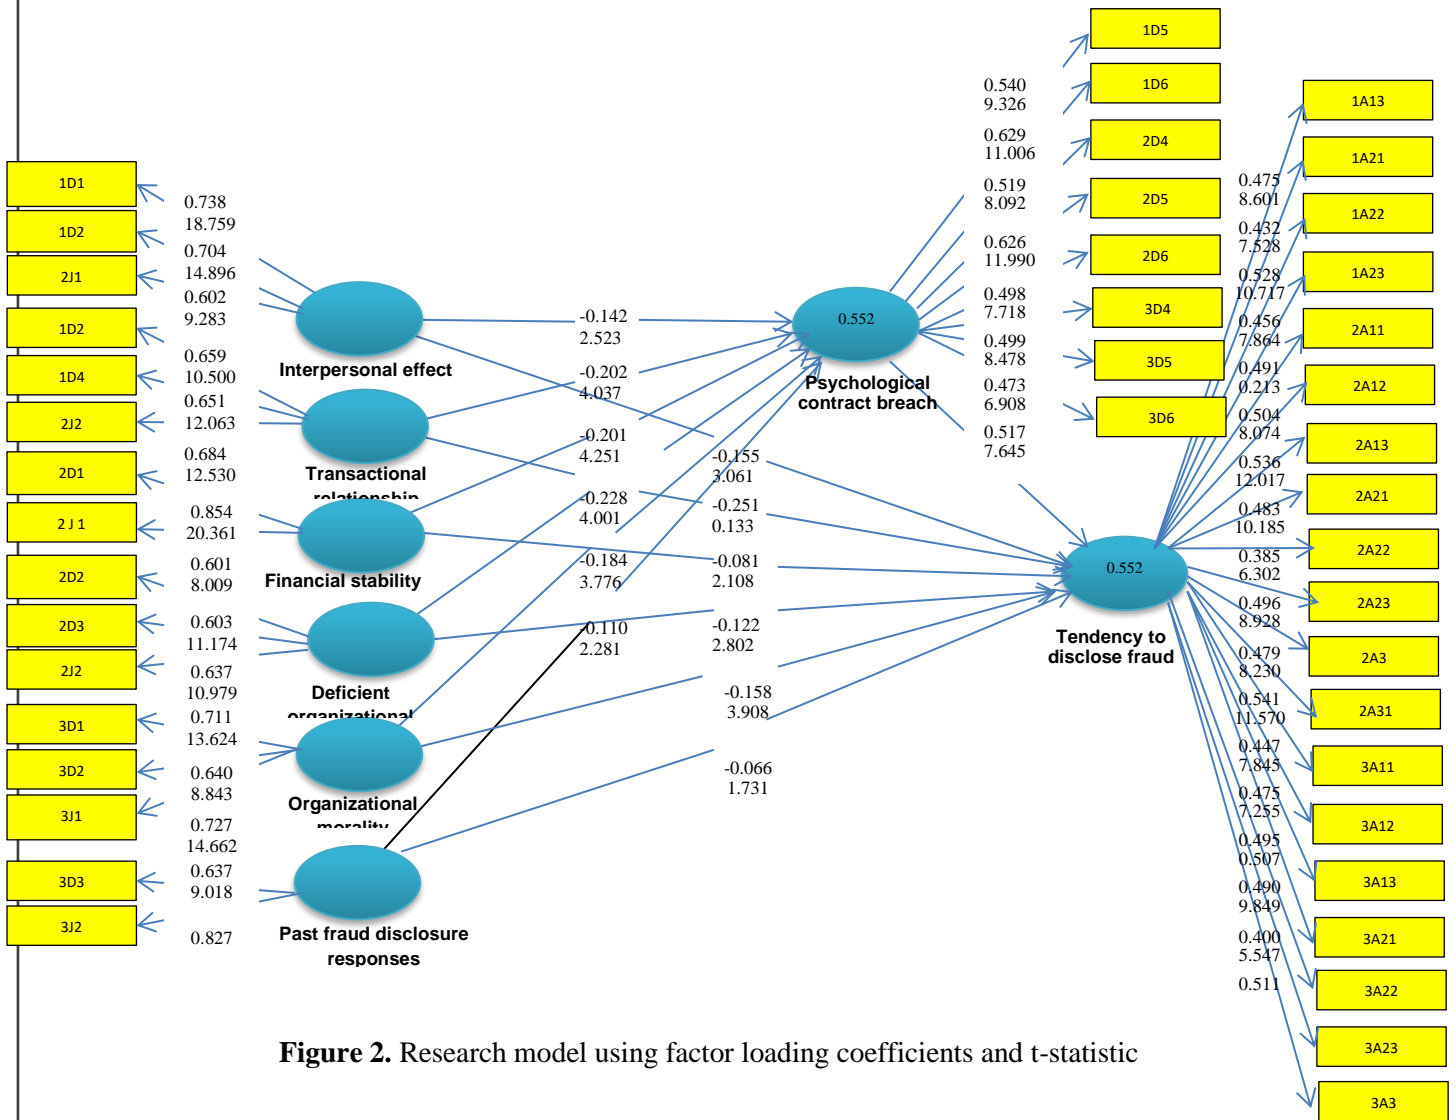 1D1
1D2
2J1
1D2
1D4
2J2
2D1
2 J 1
2D2
2D3
2J2
3D1
3D2
3J1
3D3
3J2
0.738
18.759
0.704
14.896
0.602
9.283
0.659
10.500
0.651
12.063
0.684
12.530
0.854
20.361
0.601
8.009
0.603
11.174
0.637
10.979
0.711
13.624
0.640
8.843
0.727
14.662
0.637
9.018
0.827
Interpersonal effect
Transactional
relationship
Financial stability
Deficient
organizational
Organizational
morality
Past fraud disclosure
responses
-0.142
2.523
-0.202
4.037
-0.201
4.251
-0.228
4.001
-0.184
3.776
-0.110
2.281
-0.155
3.061
-0.251
0.133
-0.081
2.108
-0.122
2.802
-0.158
3.908
-0.066
1.731
0.552
Psychological
contract breach
0.540
9.326
0.629
11.006
0.519
8.092
0.626
11.990
0.498
7.718
0.499
8.478
0.473
6.908
0.517
7.645
1D5
1D6
2D4
2D5
2D6
3D4
3D5
3D6
0.552
Tendency to
disclose fraud
0.475
8.601
0.432
7.528
0.528
10.717
0.456
7.864
0.491
0.213
0.504
8.074
0.536
12.017
0.483
10.185
0.385
6.302
0.496
8.928
0.479
8.230
0.541
11.570
0.447
7.845
0.475
7.255
0.495
0.507
0.490
9.849
0.400
5.547
0.511
1A13
1A21
1A22
1A23
2A11
2A12
2A13
2A21
2A22
2A23
2A3
2A31
3A11
3A12
3A13
3A21
3A22
3A23
3A3
Figure 2. Research model using factor loading coefficients and t-statistic